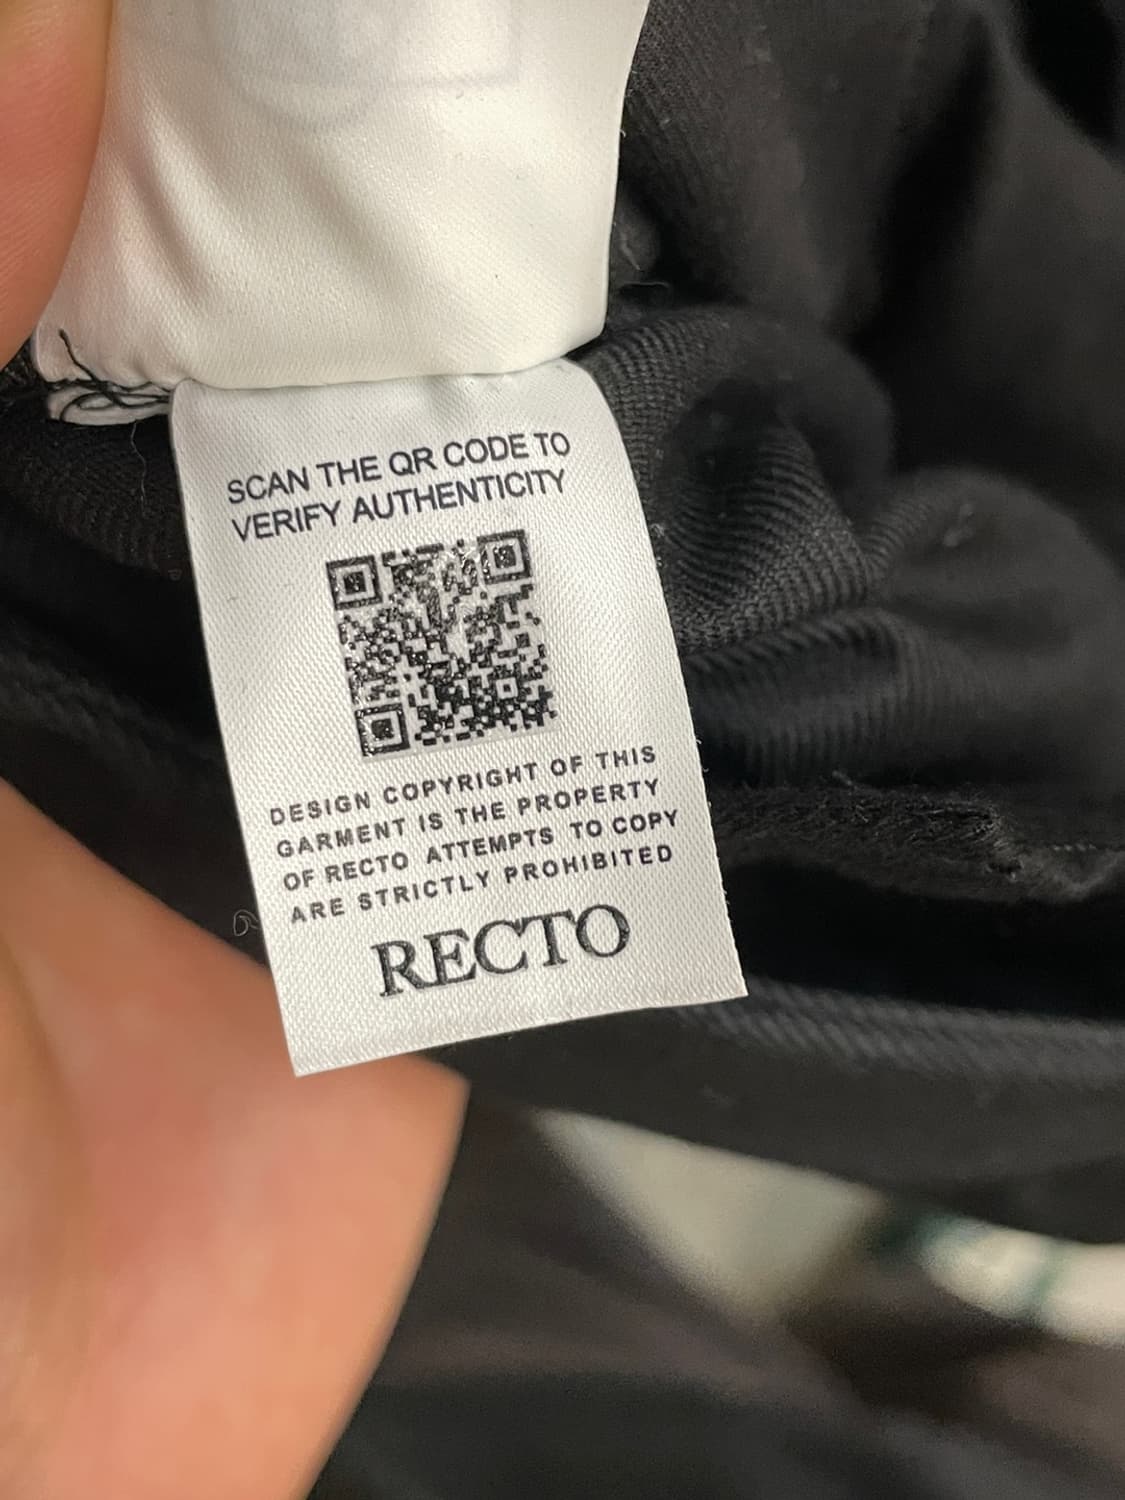 SCAN THE QR CODE TO
VERIFY AUTHENTICITY
DESIGN COPYRIGHT OF THIS
GARMENT IS THE PROPERTY
OF RECTO ATTEMPTS TO COPY
ARE STRICTLY PROHIBITED
RECTO